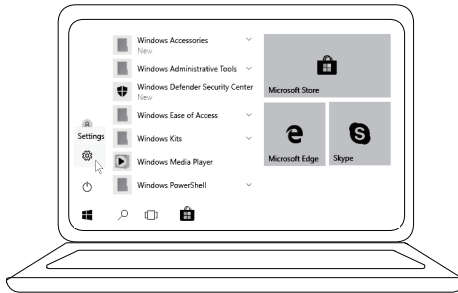 Windows Accessories
New
Windows Administrative Tools
Windows Defender Security Center
New
Windows Ease of Access
Windows Kits
Windows Media Player
Windows PowerShell
Settings
Microsoft Store
Microsoft Edge
Skype